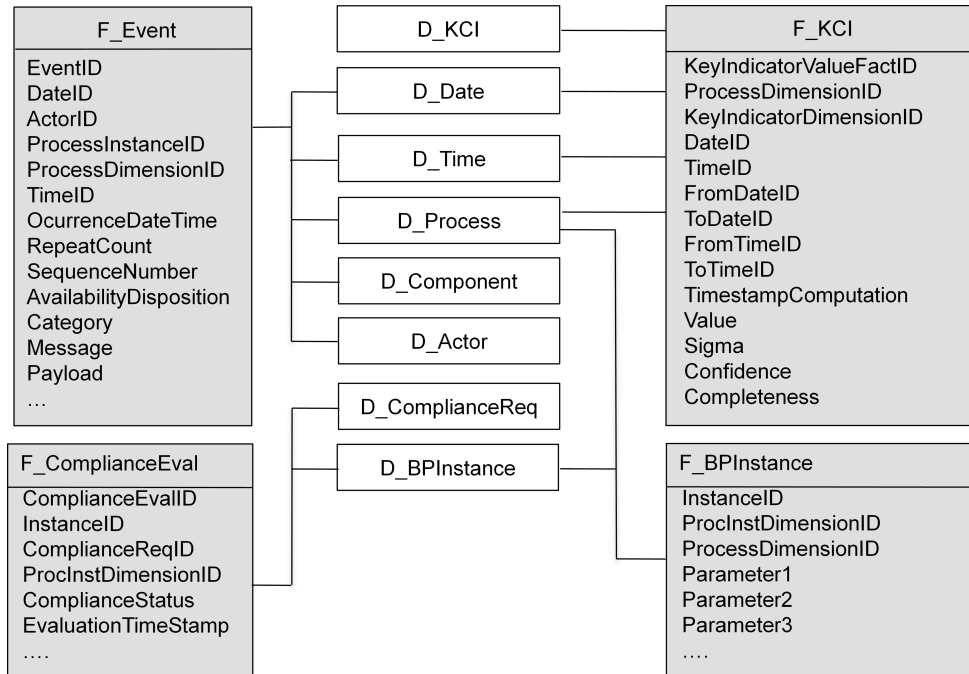 F_Event
EventID
DateID
ActorID
ProcessInstanceID
ProcessDimensionID
TimeID
OcurrenceDateTime
RepeatCount
SequenceNumber
AvailabilityDisposition
Category
Message
Payload
...
F_ComplianceEval
ComplianceEvalID
InstanceID
ComplianceReqID
ProcInstDimensionID
ComplianceStatus
EvaluationTimeStamp
....
D_KCI
D_Date
D_Time
D_Process
D_Component
D_Actor
D_ComplianceReq
D_BPInstance
F_KCI
KeyIndicatorValueFactID
ProcessDimensionID
KeyIndicatorDimensionID
DateID
TimeID
FromDateID
ToDateID
FromTimeID
ToTimeID
TimestampComputation
Value
Sigma
Confidence
Completeness
F_BPInstance
InstanceID
ProcInstDimensionID
ProcessDimensionID
Parameter1
Parameter2
Parameter3
....